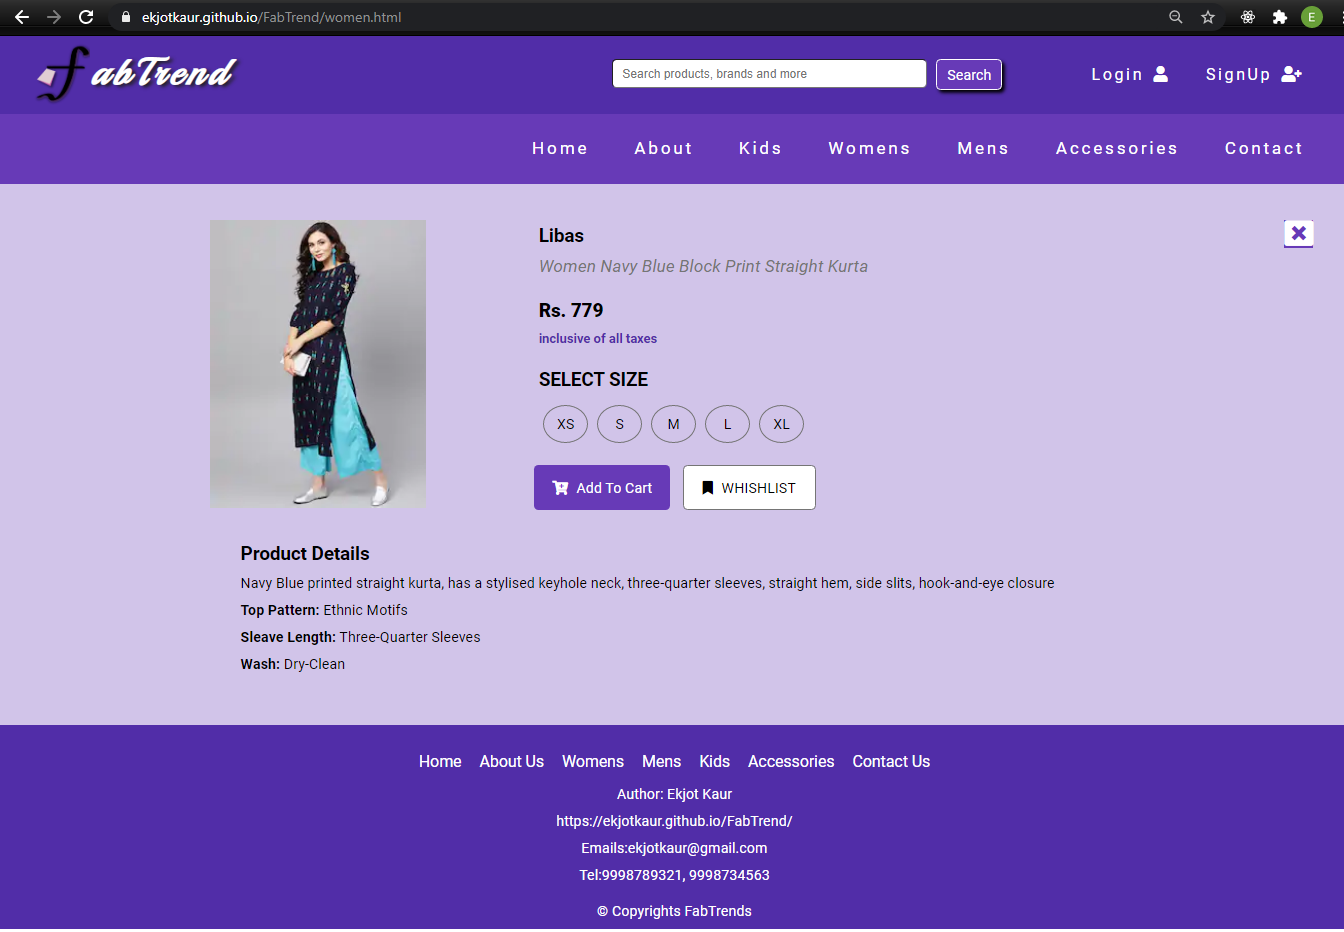 ekjotkaur.github.io/FabTrend/women.html
E
fabTrend
Search products, brands and more
Search
Login
SignUp
Home About Kids Womens Mens Accessories Contact
Libas
Women Navy Blue Block Print Straight Kurta
Rs. 779
inclusive of all taxes
SELECT SIZE
XS S M L XL
Add To Cart
WHISHLIST
Product Details
Navy Blue printed straight kurta, has a stylised keyhole neck, three-quarter sleeves, straight hem, side slits, hook-and-eye closure
Top Pattern: Ethnic Motifs
Sleave Length: Three-Quarter Sleeves
Wash: Dry-Clean
Home About Us Womens Mens Kids Accessories Contact Us
Author: Ekjot Kaur
https://ekjotkaur.github.io/FabTrend/
Emails:ekjotkaur@gmail.com
Tel:9998789321, 9998734563
© Copyrights FabTrends